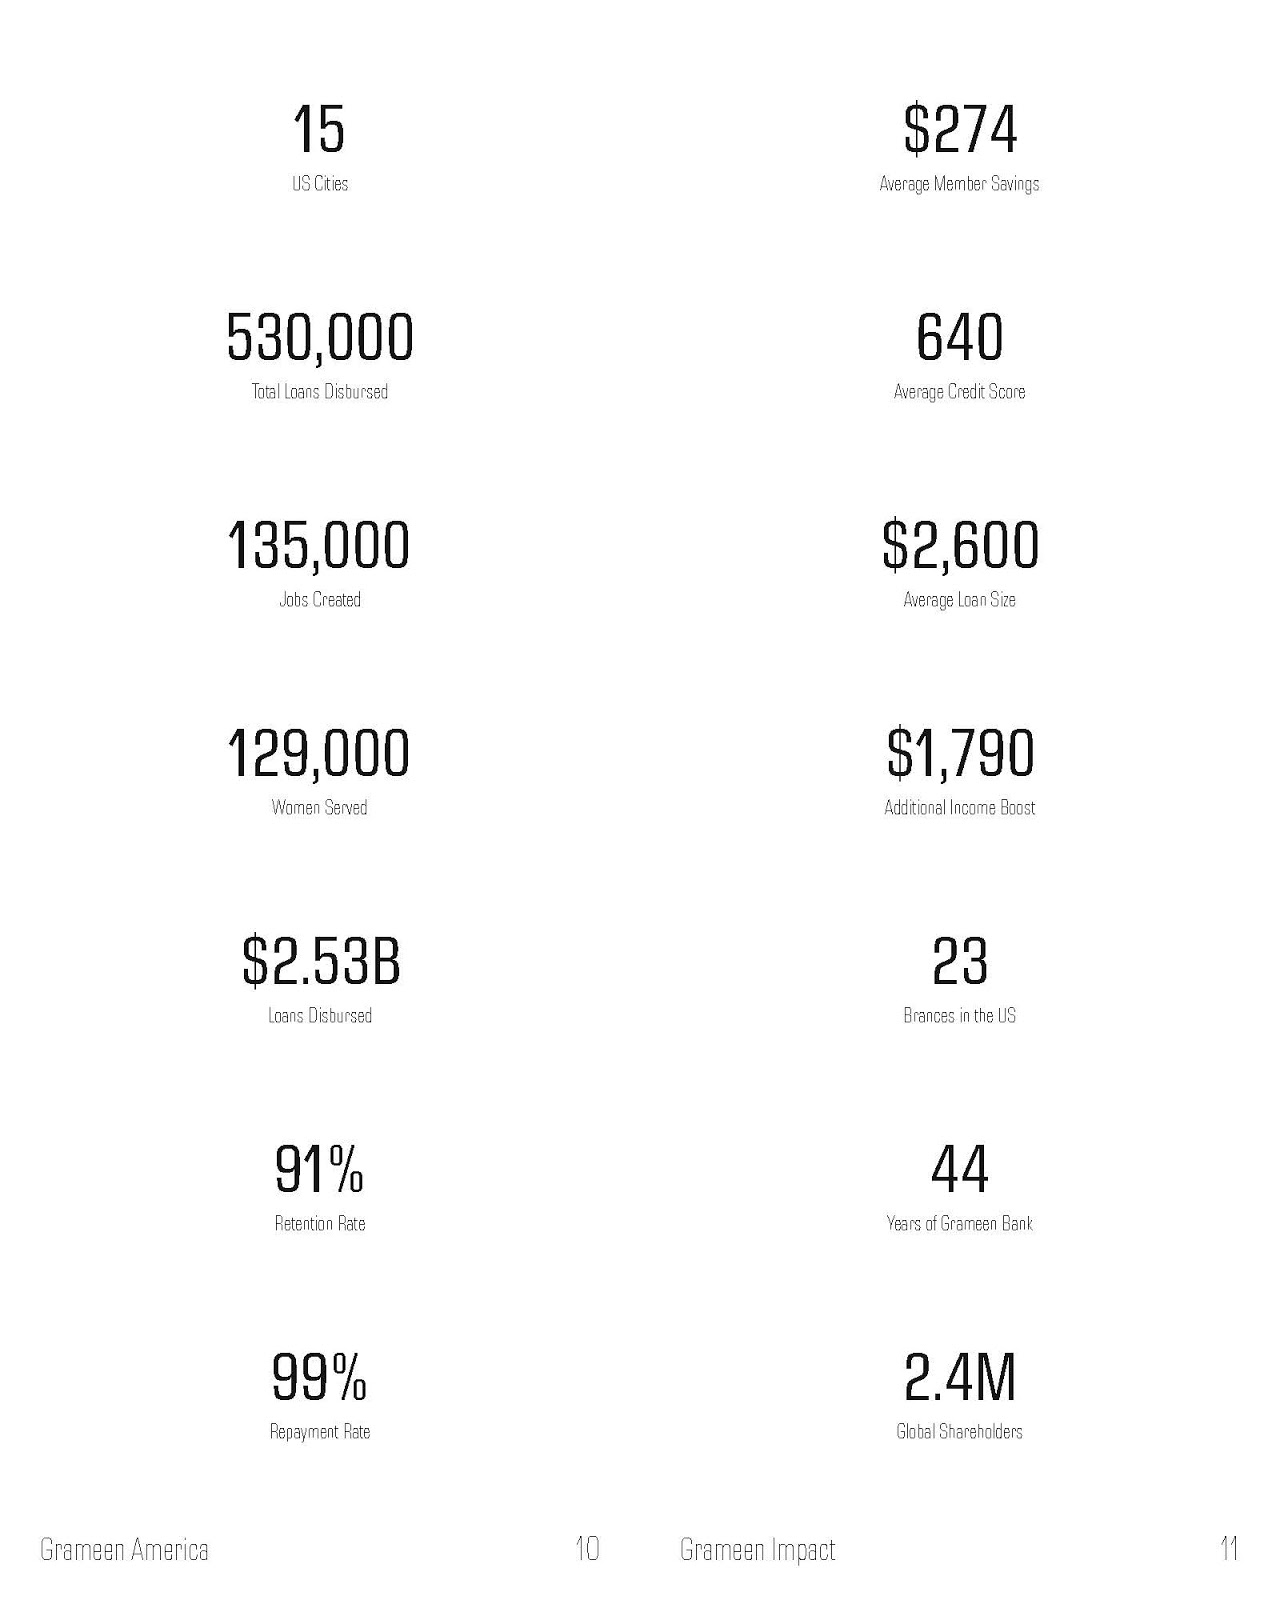 15
US Cities
530,000
Total Loans Disbursed
135,000
Jobs Created
129,000
Women Served
$2.53B
Loans Disbursed
91%
Retention Rate
99%
Repayment Rate
Grameen America
10
$274
Average Member Savings
640
Average Credit Score
$2,600
Average Loan Size
$1,790
Additional Income Boost
23
Brances in the US
44
Years of Grameen Bank
2.4M
Global Shareholders
Grameen Impact
11